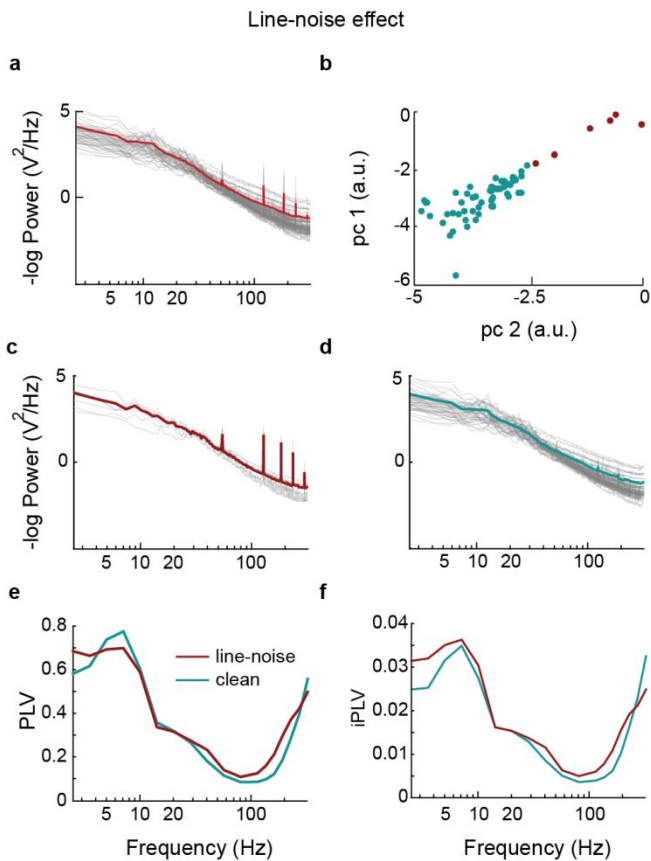 Line-noise effect
a
b
5
0
-log Power (V²/Hz)
5
10
20
100
0
-2
-4
-6
pc 1 (a.u.)
-5
-2.5
0
pc 2 (a.u.)
c
d
5
0
-log Power (V²/Hz)
5
10
20
100
5
0
5
10
20
100
e
f
0.8
0.6
0.4
0.2
0
PLV
line-noise
clean
5
10
20
100
Frequency (Hz)
0.04
0.03
0.02
0.01
0
iPLV
5
10
20
100
Frequency (Hz)